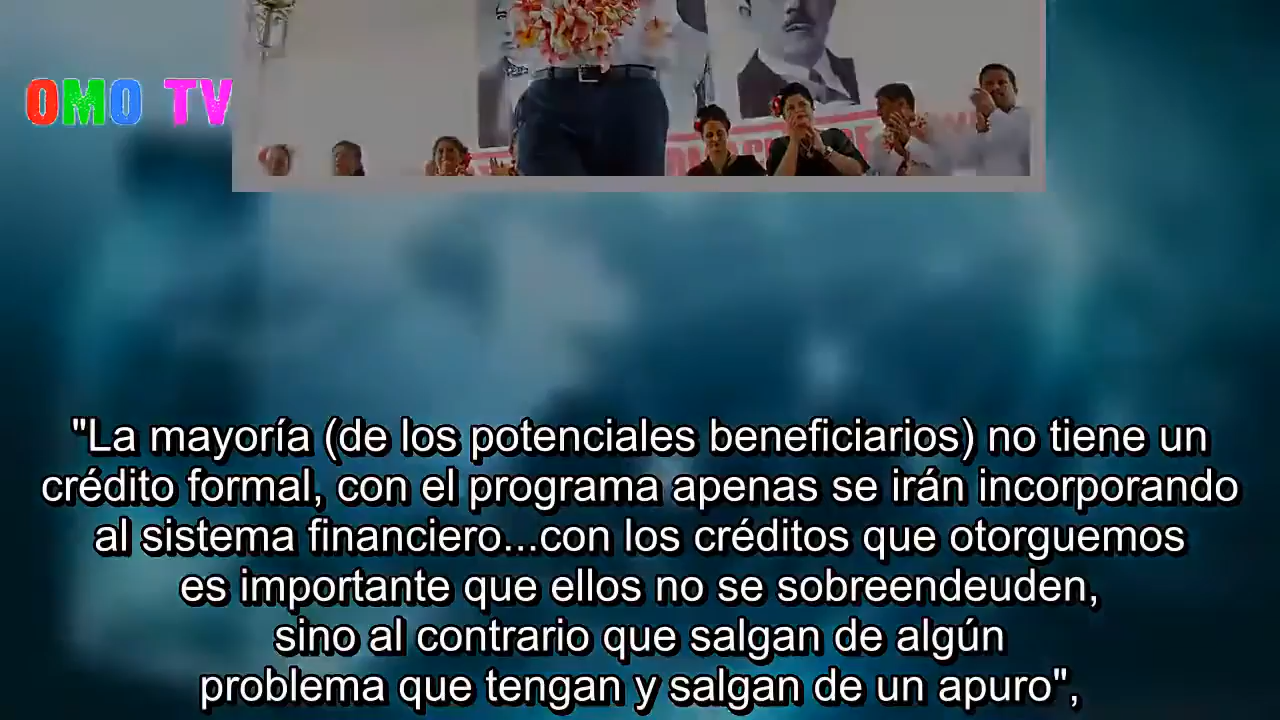 OMO TV
"La mayoría (de los potenciales beneficiarios) no tiene un
crédito formal, con el programa apenas se irán incorporando
al sistema financiero...con los créditos que otorguemos
es importante que ellos no se sobreendeuden,
sino al contrario que salgan de algún
problema que tengan y salgan de un apuro",